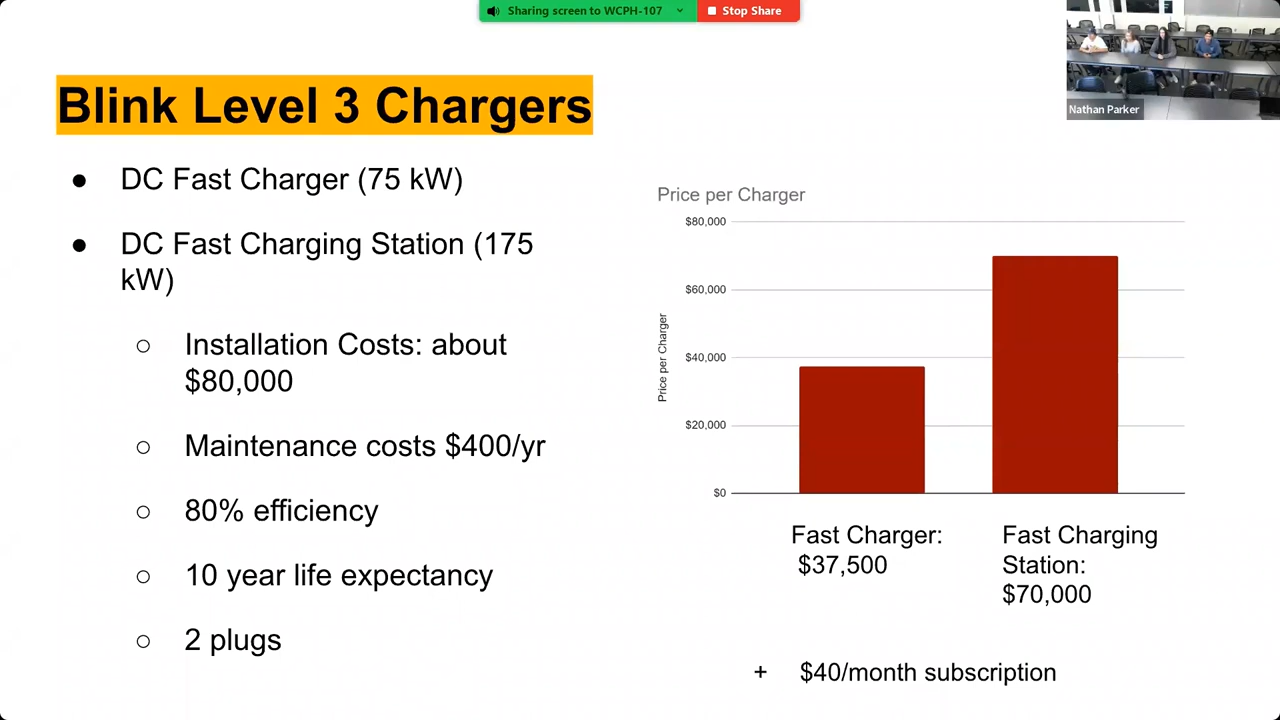 Sharing screen to WCPH-107
Stop Share
Nathan Parker
Blink Level 3 Chargers
● DC Fast Charger (75 kW)
● DC Fast Charging Station (175
kW)
○ Installation Costs: about
$80,000
○ Maintenance costs $400/yr
○ 80% efficiency
○ 10 year life expectancy
○ 2 plugs
Price per Charger
Price per Charger
$80,000
$60,000
$40,000
$20,000
$0
Fast Charger:
$37,500
Fast Charging
Station:
$70,000
+ $40/month subscription